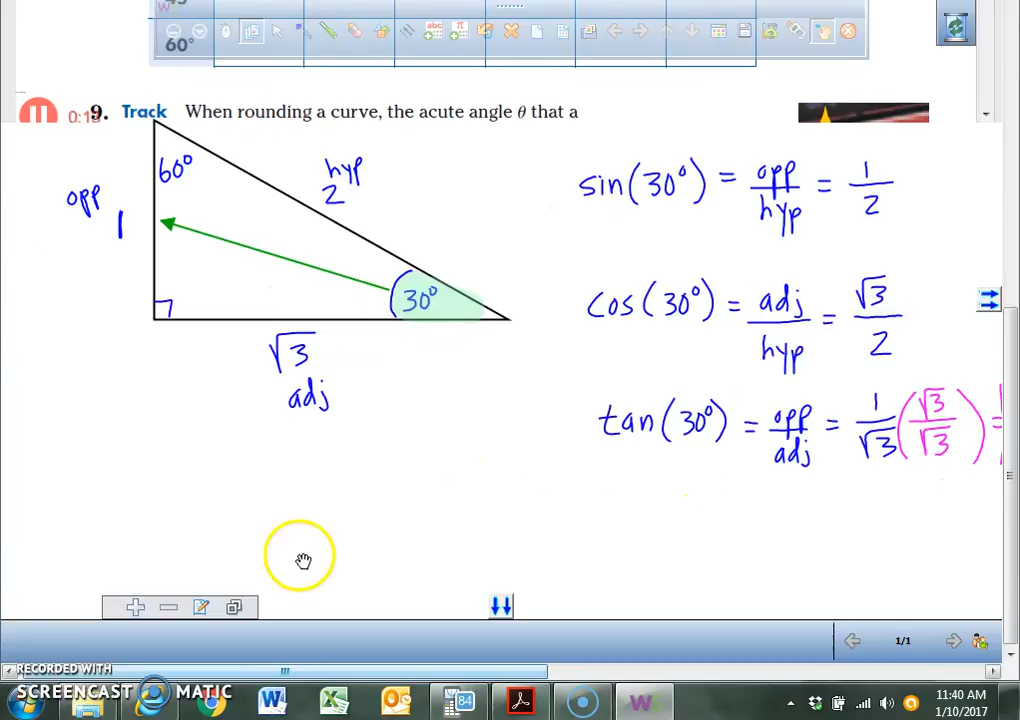 60°
9. Track When rounding a curve, the acute angle θ that a
60°
hyp
2
opp
1
30°
√3
adj
sin(30°) = opp/hyp = 1/2
cos(30°) = adj/hyp = √3/2
tan(30°) = opp/adj = 1/√3 (√3/√3) =
1/1
RECORDED WITH
SCREENCAST MATIC
84
11:40 AM
1/10/2017